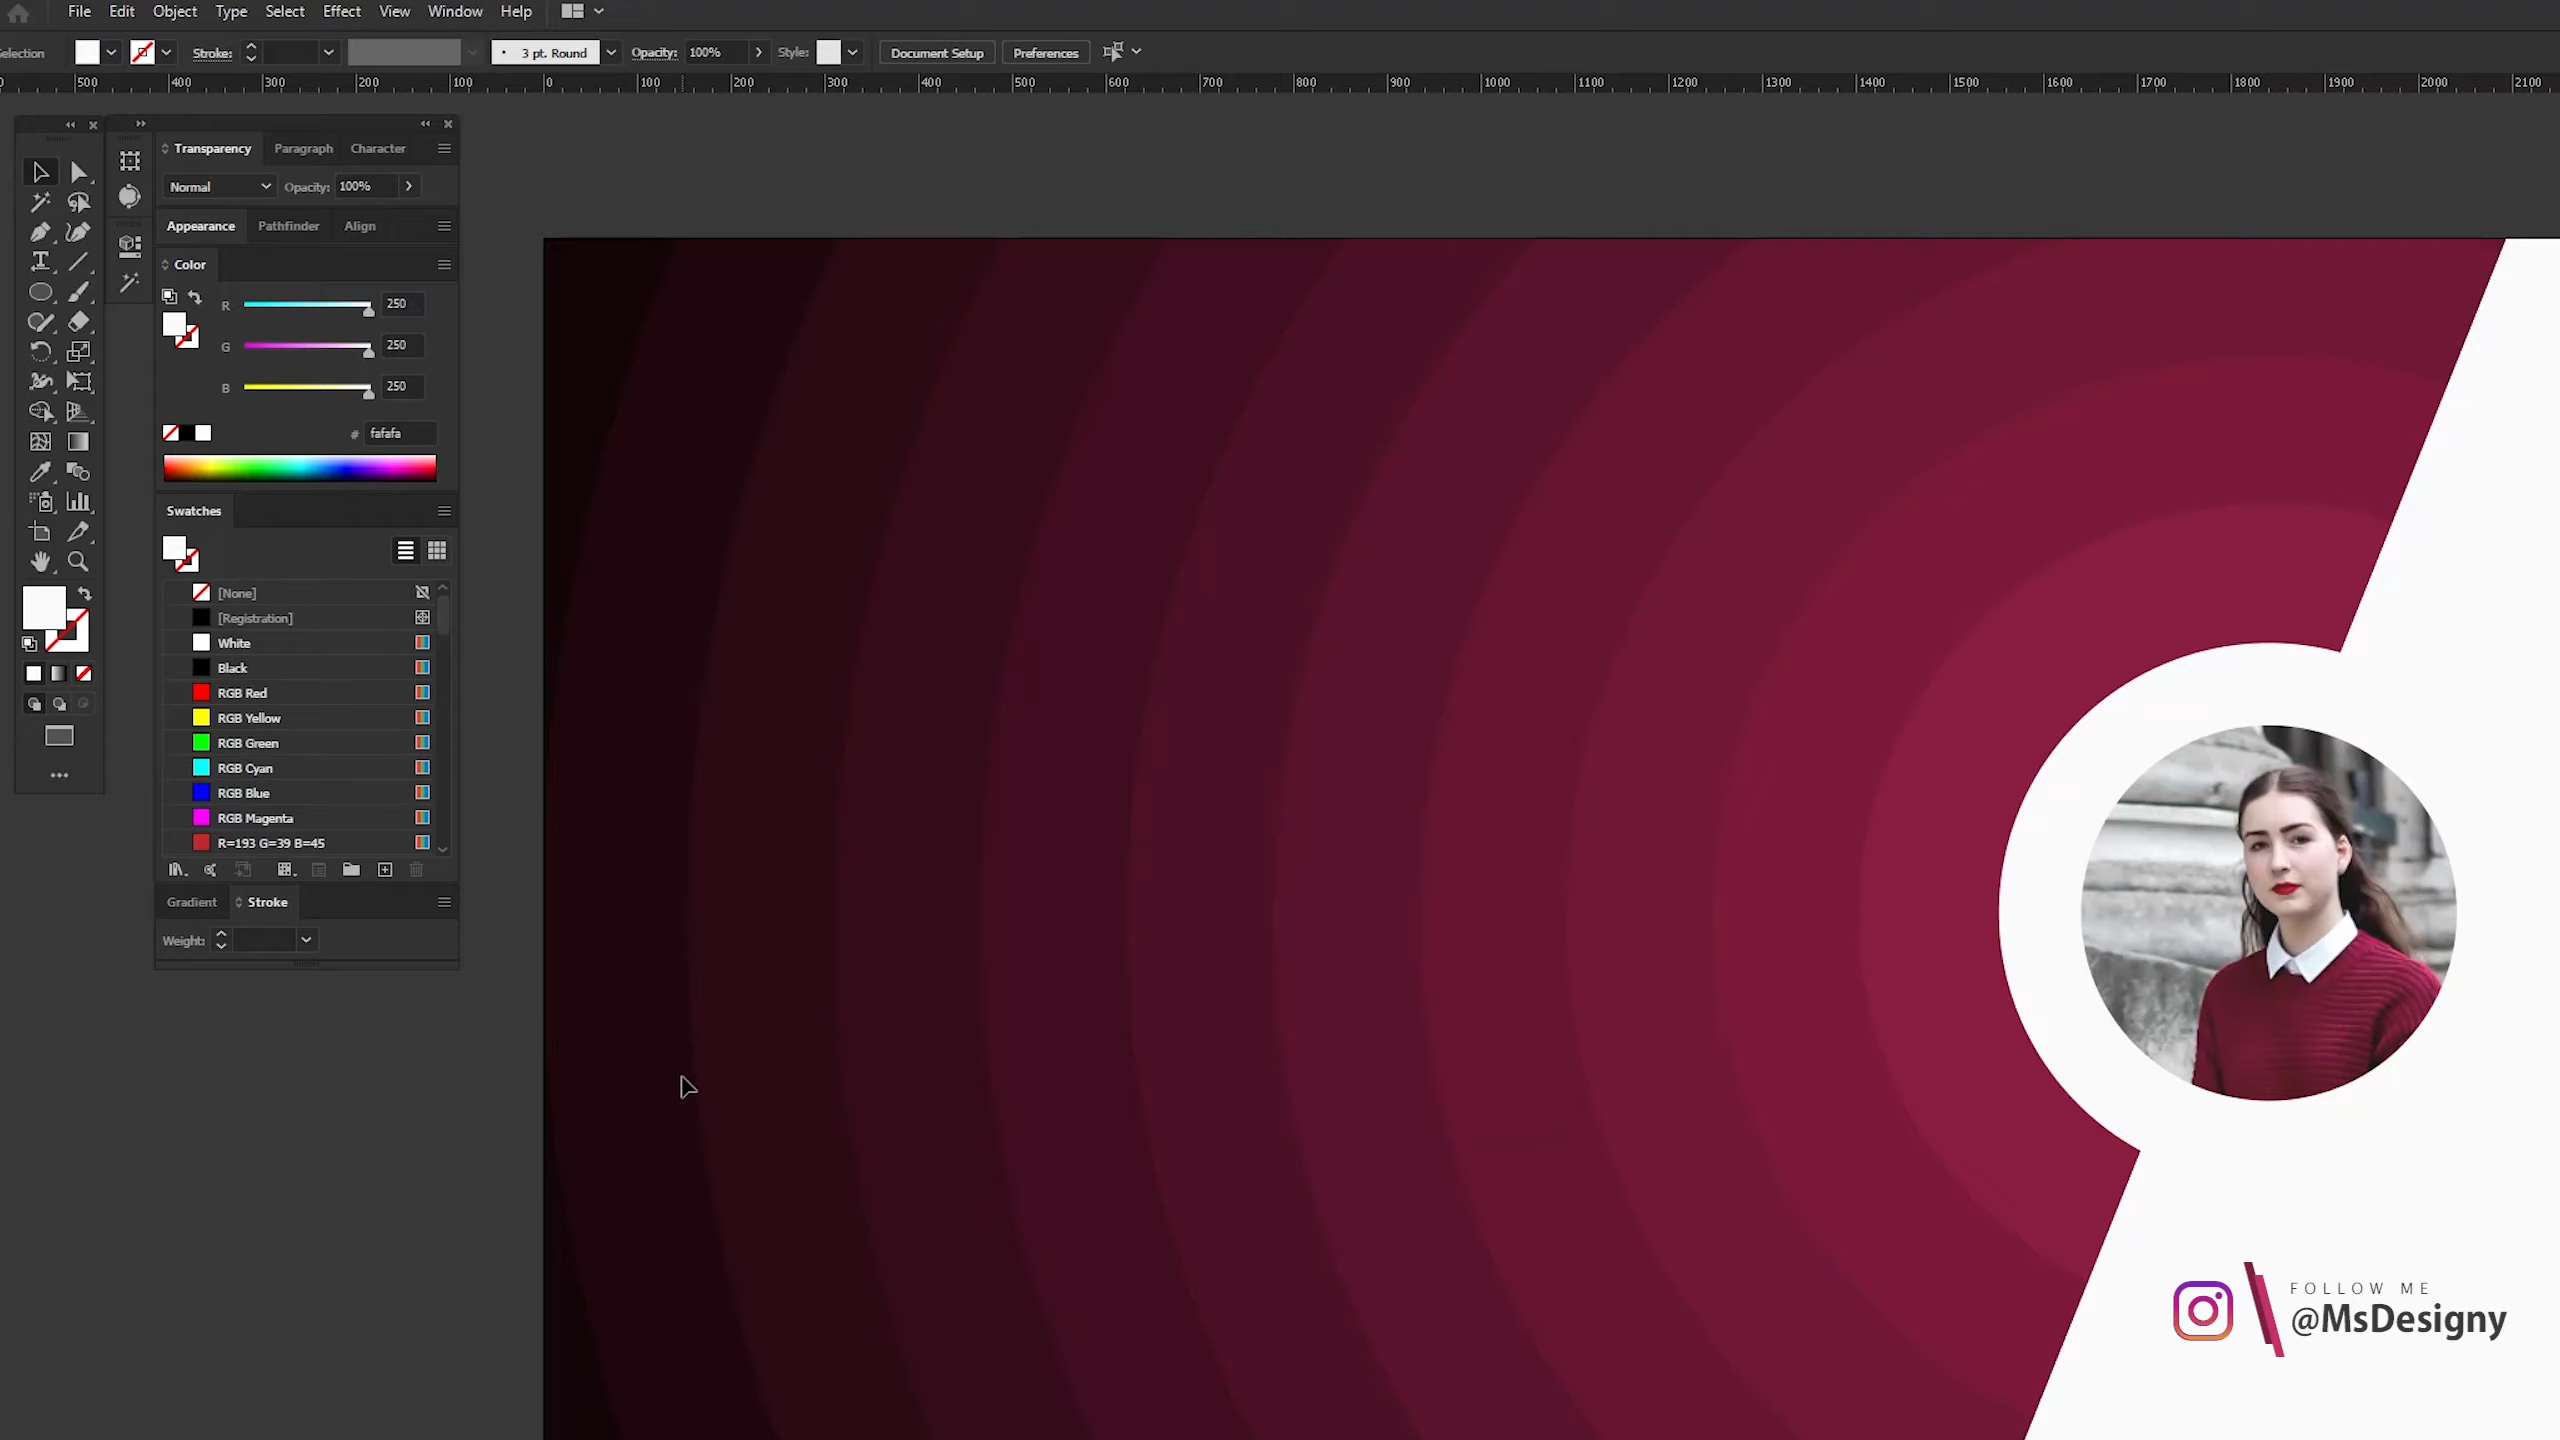 File Edit Object Type Select Effect View Window Help
election Stroke: 3 pt. Round Opacity: 100% Style: Document Setup Preferences
0 500 400 300 200 100 0 100 200 300 400 500 600 700 800 900 1000 1100 1200 1300 1400 1500 1600 1700 1800 1900 2000 2100
Transparency Paragraph Character
Normal Opacity: 100%
Appearance Pathfinder Align
Color
R 250
G 250
B 250
# fafafa
Swatches
[None]
[Registration]
White
Black
RGB Red
RGB Yellow
RGB Green
RGB Cyan
RGB Blue
RGB Magenta
R=193 G=39 B=45
Gradient Stroke
Weight:
FOLLOW ME
@MsDesigny